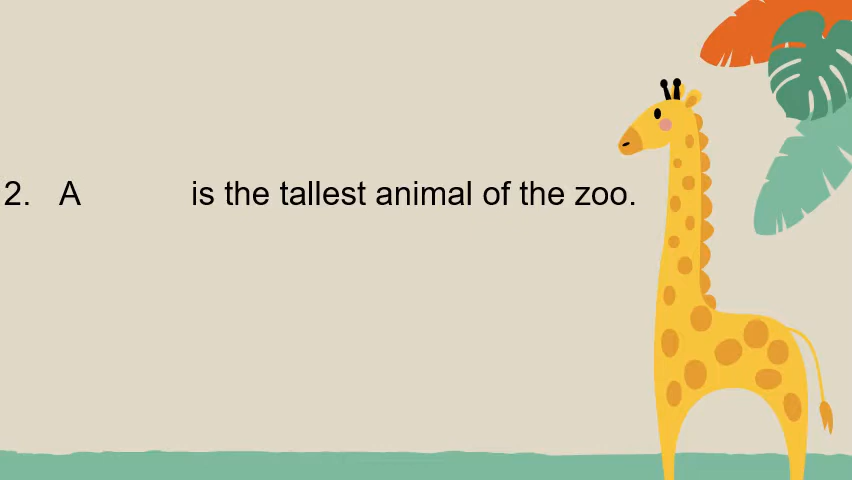 2. A is the tallest animal of the zoo.